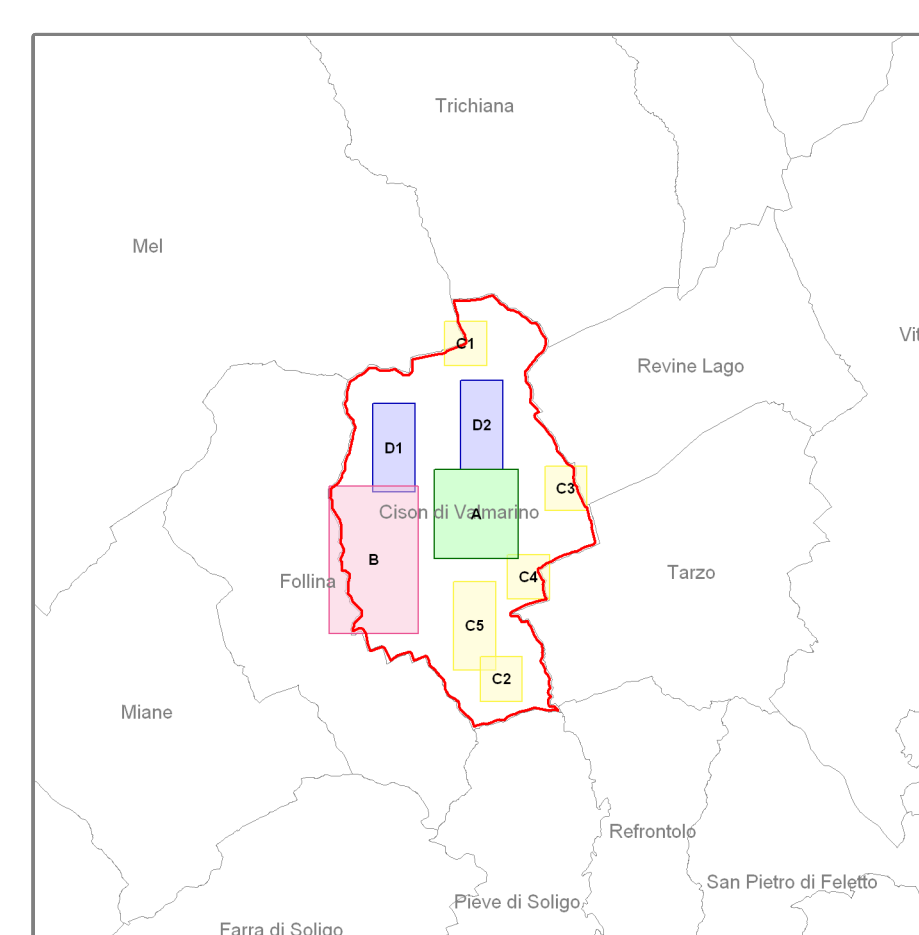 Trichiana
Mel
C1
Revine Lago
D2
D1
C3
Cison di Valmarino
A
B
Follina
C4
Tarzo
C5
C2
Miane
Refrontolo
San Pietro di Feletto
Pieve di Soligo
Farra di Soligo